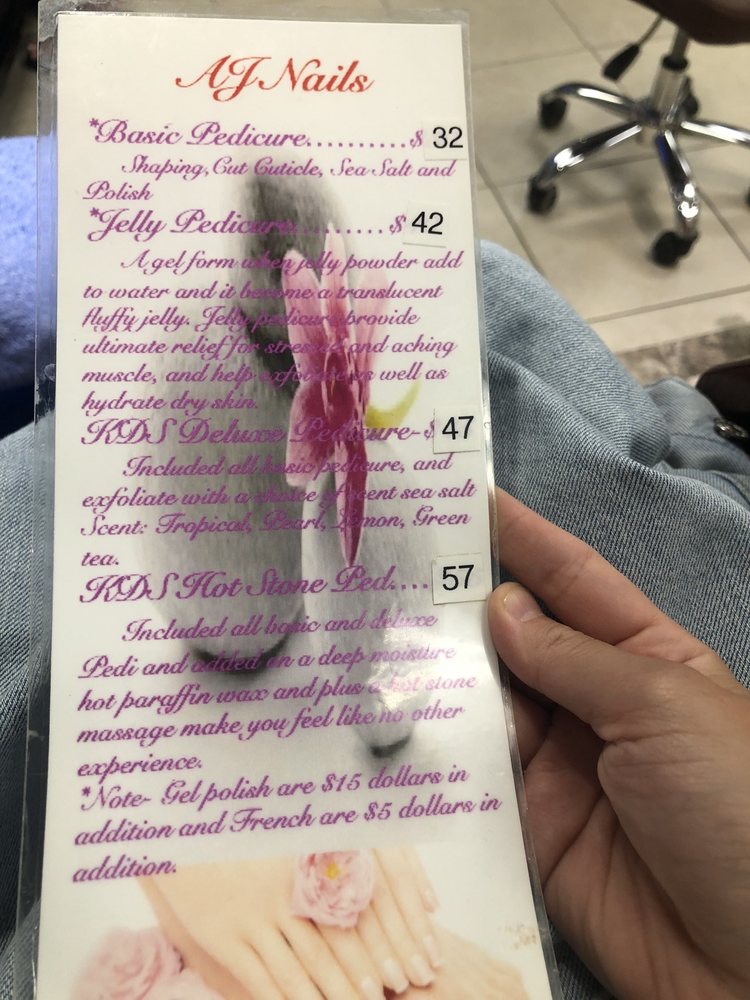 AJ Nails
*Basic Pedicure..........$ 32
Shaping, Cut Cuticle, Sea Salt and
Polish
*Jelly Pedicure.........$ 42
A gel form when jelly powder add
to water and it become a translucent
fluffy jelly. Jelly pedicure provide
ultimate relief for stressed and aching
muscle, and help exfoliate as well as
hydrate dry skin.
KDS Deluxe Pedicure-$ 47
Included all basic pedicure, and
exfoliate with a choice of scent sea salt
Scent: Tropical, Pearl, Lemon, Green
tea.
KDS Hot Stone Ped.... 57
Included all basic and deluxe
Pedi and added on a deep moisture
hot paraffin wax and plus a hot stone
massage make you feel like no other
experience.
*Note- Gel polish are $15 dollars in
addition and French are $5 dollars in
addition.